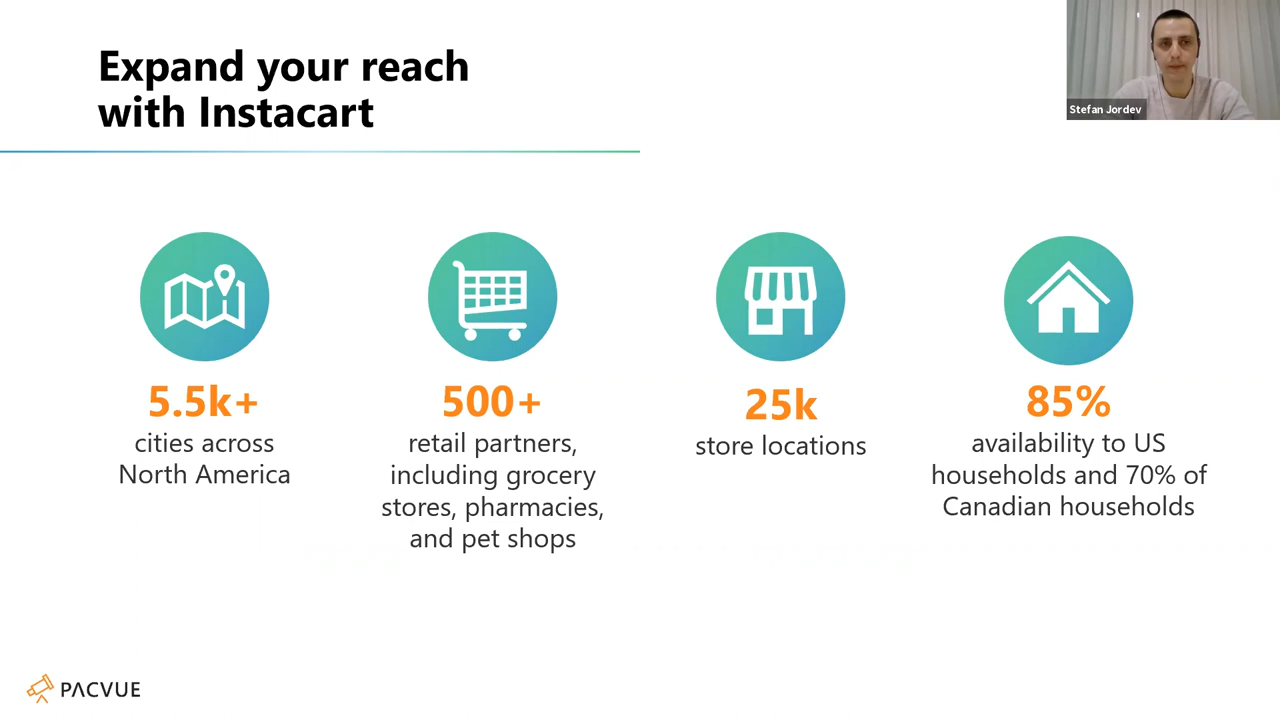 Expand your reach
with Instacart
Stefan Jordev
5.5k+
cities across
North America
500+
retail partners,
including grocery
stores, pharmacies,
and pet shops
25k
store locations
85%
availability to US
households and 70% of
Canadian households
PACVUE